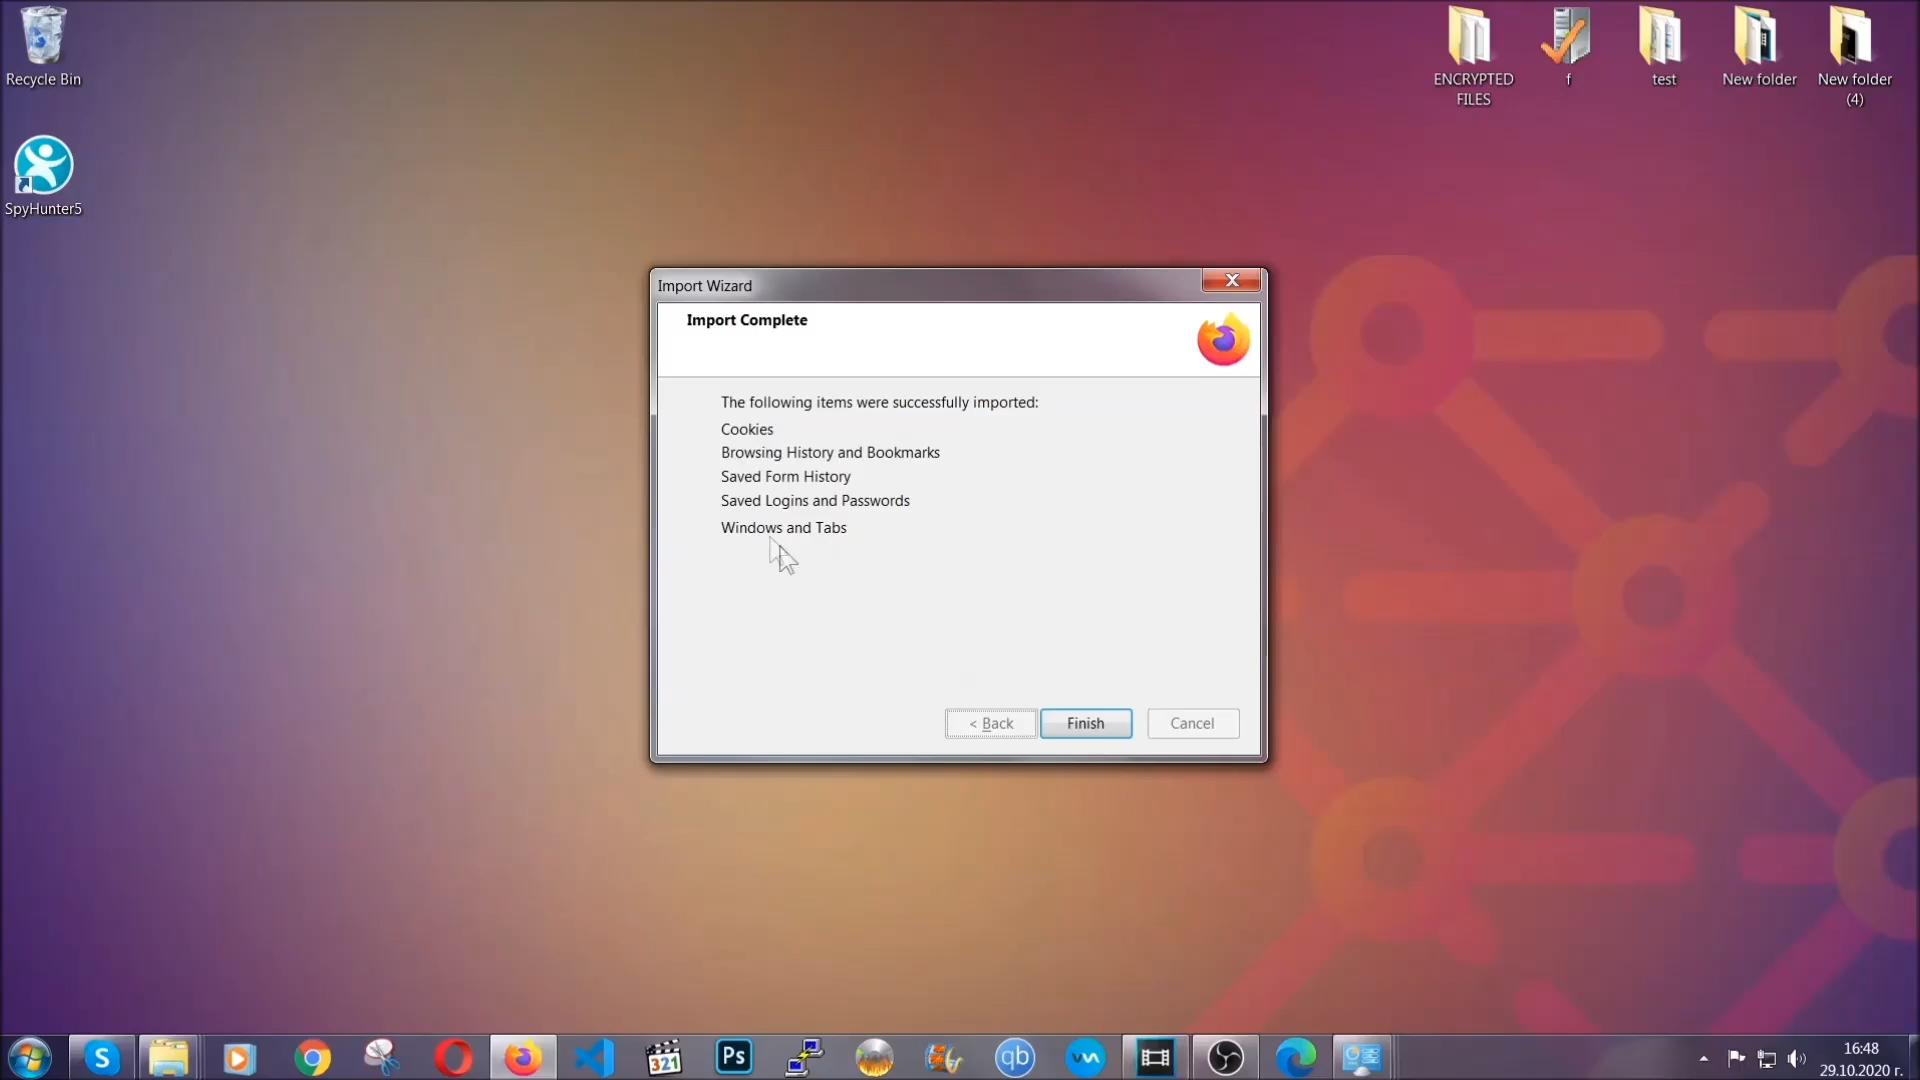 Recycle Bin
SpyHunter5
ENCRYPTED
FILES
f
test
New folder
New folder
(4)
Import Wizard
Import Complete
The following items were successfully imported:
Cookies
Browsing History and Bookmarks
Saved Form History
Saved Logins and Passwords
Windows and Tabs
< Back
Finish
Cancel
S
321
Ps
qb
16:48
29.10.2020 г.